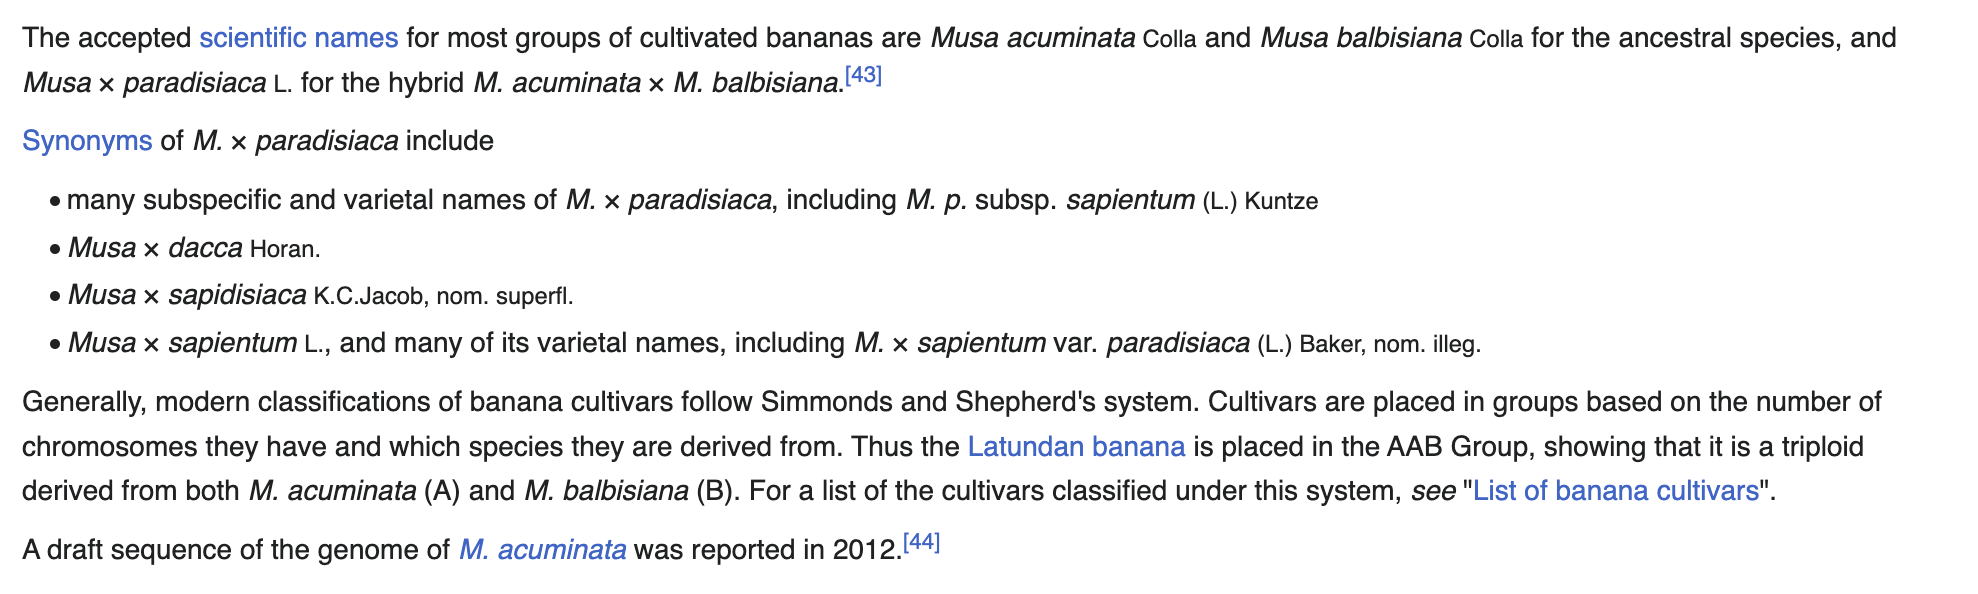 The accepted scientific names for most groups of cultivated bananas are Musa acuminata Colla and Musa balbisiana Colla for the ancestral species, and
Musa × paradisiaca L. for the hybrid M. acuminata × M. balbisiana.[43]
Synonyms of M. × paradisiaca include
• many subspecific and varietal names of M. × paradisiaca, including M. p. subsp. sapientum (L.) Kuntze
• Musa × dacca Horan.
• Musa × sapidisiaca K.C.Jacob, nom. superfl.
• Musa × sapientum L., and many of its varietal names, including M. × sapientum var. paradisiaca (L.) Baker, nom. illeg.
Generally, modern classifications of banana cultivars follow Simmonds and Shepherd's system. Cultivars are placed in groups based on the number of
chromosomes they have and which species they are derived from. Thus the Latundan banana is placed in the AAB Group, showing that it is a triploid
derived from both M. acuminata (A) and M. balbisiana (B). For a list of the cultivars classified under this system, see "List of banana cultivars".
A draft sequence of the genome of M. acuminata was reported in 2012.[44]